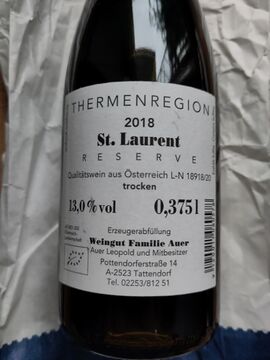 THERMENREGION
2018
St. Laurent
RESERVE
Qualitätswein aus Österreich L-N 18918/20
trocken
13,0 % vol 0,375 l
Erzeugerabfüllung
Weingut Familie Auer
Auer Leopold und Mitbesitzer
Pottendorferstraße 14
A-2523 Tattendorf
Tel. 02253/812 51